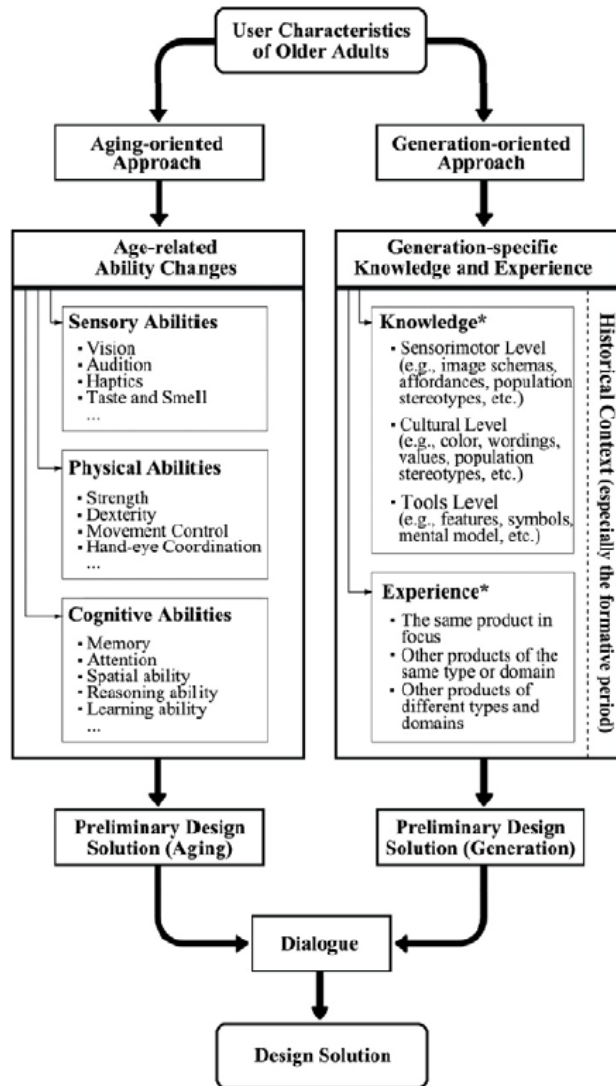 User Characteristics
of Older Adults
Aging-oriented
Approach
Generation-oriented
Approach
Age-related
Ability Changes
Sensory Abilities
▪ Vision
▪ Audition
▪ Haptics
▪ Taste and Smell
...
Physical Abilities
▪ Strength
▪ Dexterity
▪ Movement Control
▪ Hand-eye Coordination
...
Cognitive Abilities
▪ Memory
▪ Attention
▪ Spatial ability
▪ Reasoning ability
▪ Learning ability
...
Generation-specific
Knowledge and Experience
Knowledge*
▪ Sensorimotor Level
(e.g., image schemas,
affordances, population
stereotypes, etc.)
▪ Cultural Level
(e.g., color, wordings,
values, population
stereotypes, etc.)
▪ Tools Level
(e.g., features, symbols,
mental model, etc.)
Experience*
▪ The same product in
focus
▪ Other products of the
same type or domain
▪ Other products of
different types and
domains
Historical Context (especially the formative period)
Preliminary Design
Solution (Aging)
Preliminary Design
Solution (Generation)
Dialogue
Design Solution